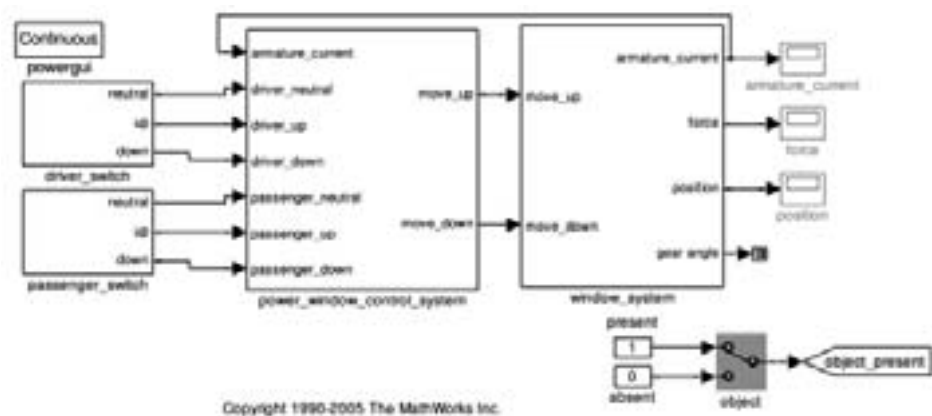 Continuous
powergui
neutral
up
down
driver_switch
neutral
up
down
passenger_switch
armature_current
driver_neutral
driver_up
driver_down
passenger_neutral
passenger_up
passenger_down
move_up
move_down
power_window_control_system
move_up
move_down
armature_current
force
position
gear angle
window_system
armature_current
force
position
present
1
0
absent
object
object_present
Copyright 1990-2005 The MathWorks Inc.